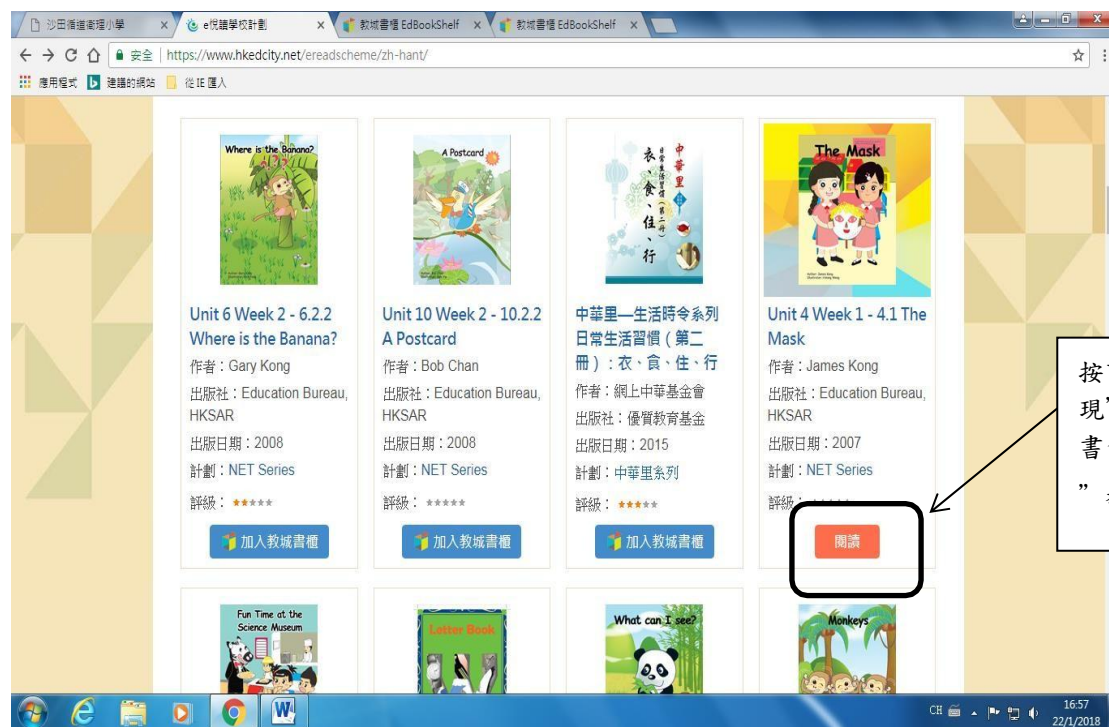 沙田循道衞理小學
e悅讀學校計劃
教城書櫃 EdBookShelf
教城書櫃 EdBookShelf
安全 | https://www.hkedcity.net/ereadscheme/zh-hant/
應用程式 建議的網站 從 IE 匯入
Where is the Banana?
Unit 6 Week 2 - 6.2.2
Where is the Banana?
作者：Gary Kong
出版社：Education Bureau,
HKSAR
出版日期：2008
計劃：NET Series
評級：
加入教城書櫃
A Postcard
Unit 10 Week 2 - 10.2.2
A Postcard
作者：Bob Chan
出版社：Education Bureau,
HKSAR
出版日期：2008
計劃：NET Series
評級：
加入教城書櫃
中華里
日常生活習慣（第二冊）
衣、食、住、行
中華里—生活時令系列
日常生活習慣（第二
冊）：衣、食、住、行
作者：網上中華基金會
出版社：優質教育基金
出版日期：2015
計劃：中華里系列
評級：
加入教城書櫃
The Mask
Unit 4 Week 1 - 4.1 The
Mask
作者：James Kong
出版社：Education Bureau,
HKSAR
出版日期：2007
計劃：NET Series
評級：
閱讀
按
現”
書
”
Fun Time at the
Science Museum
Letter Book
What can I see?
Monkeys
CH
16:57
22/1/2018